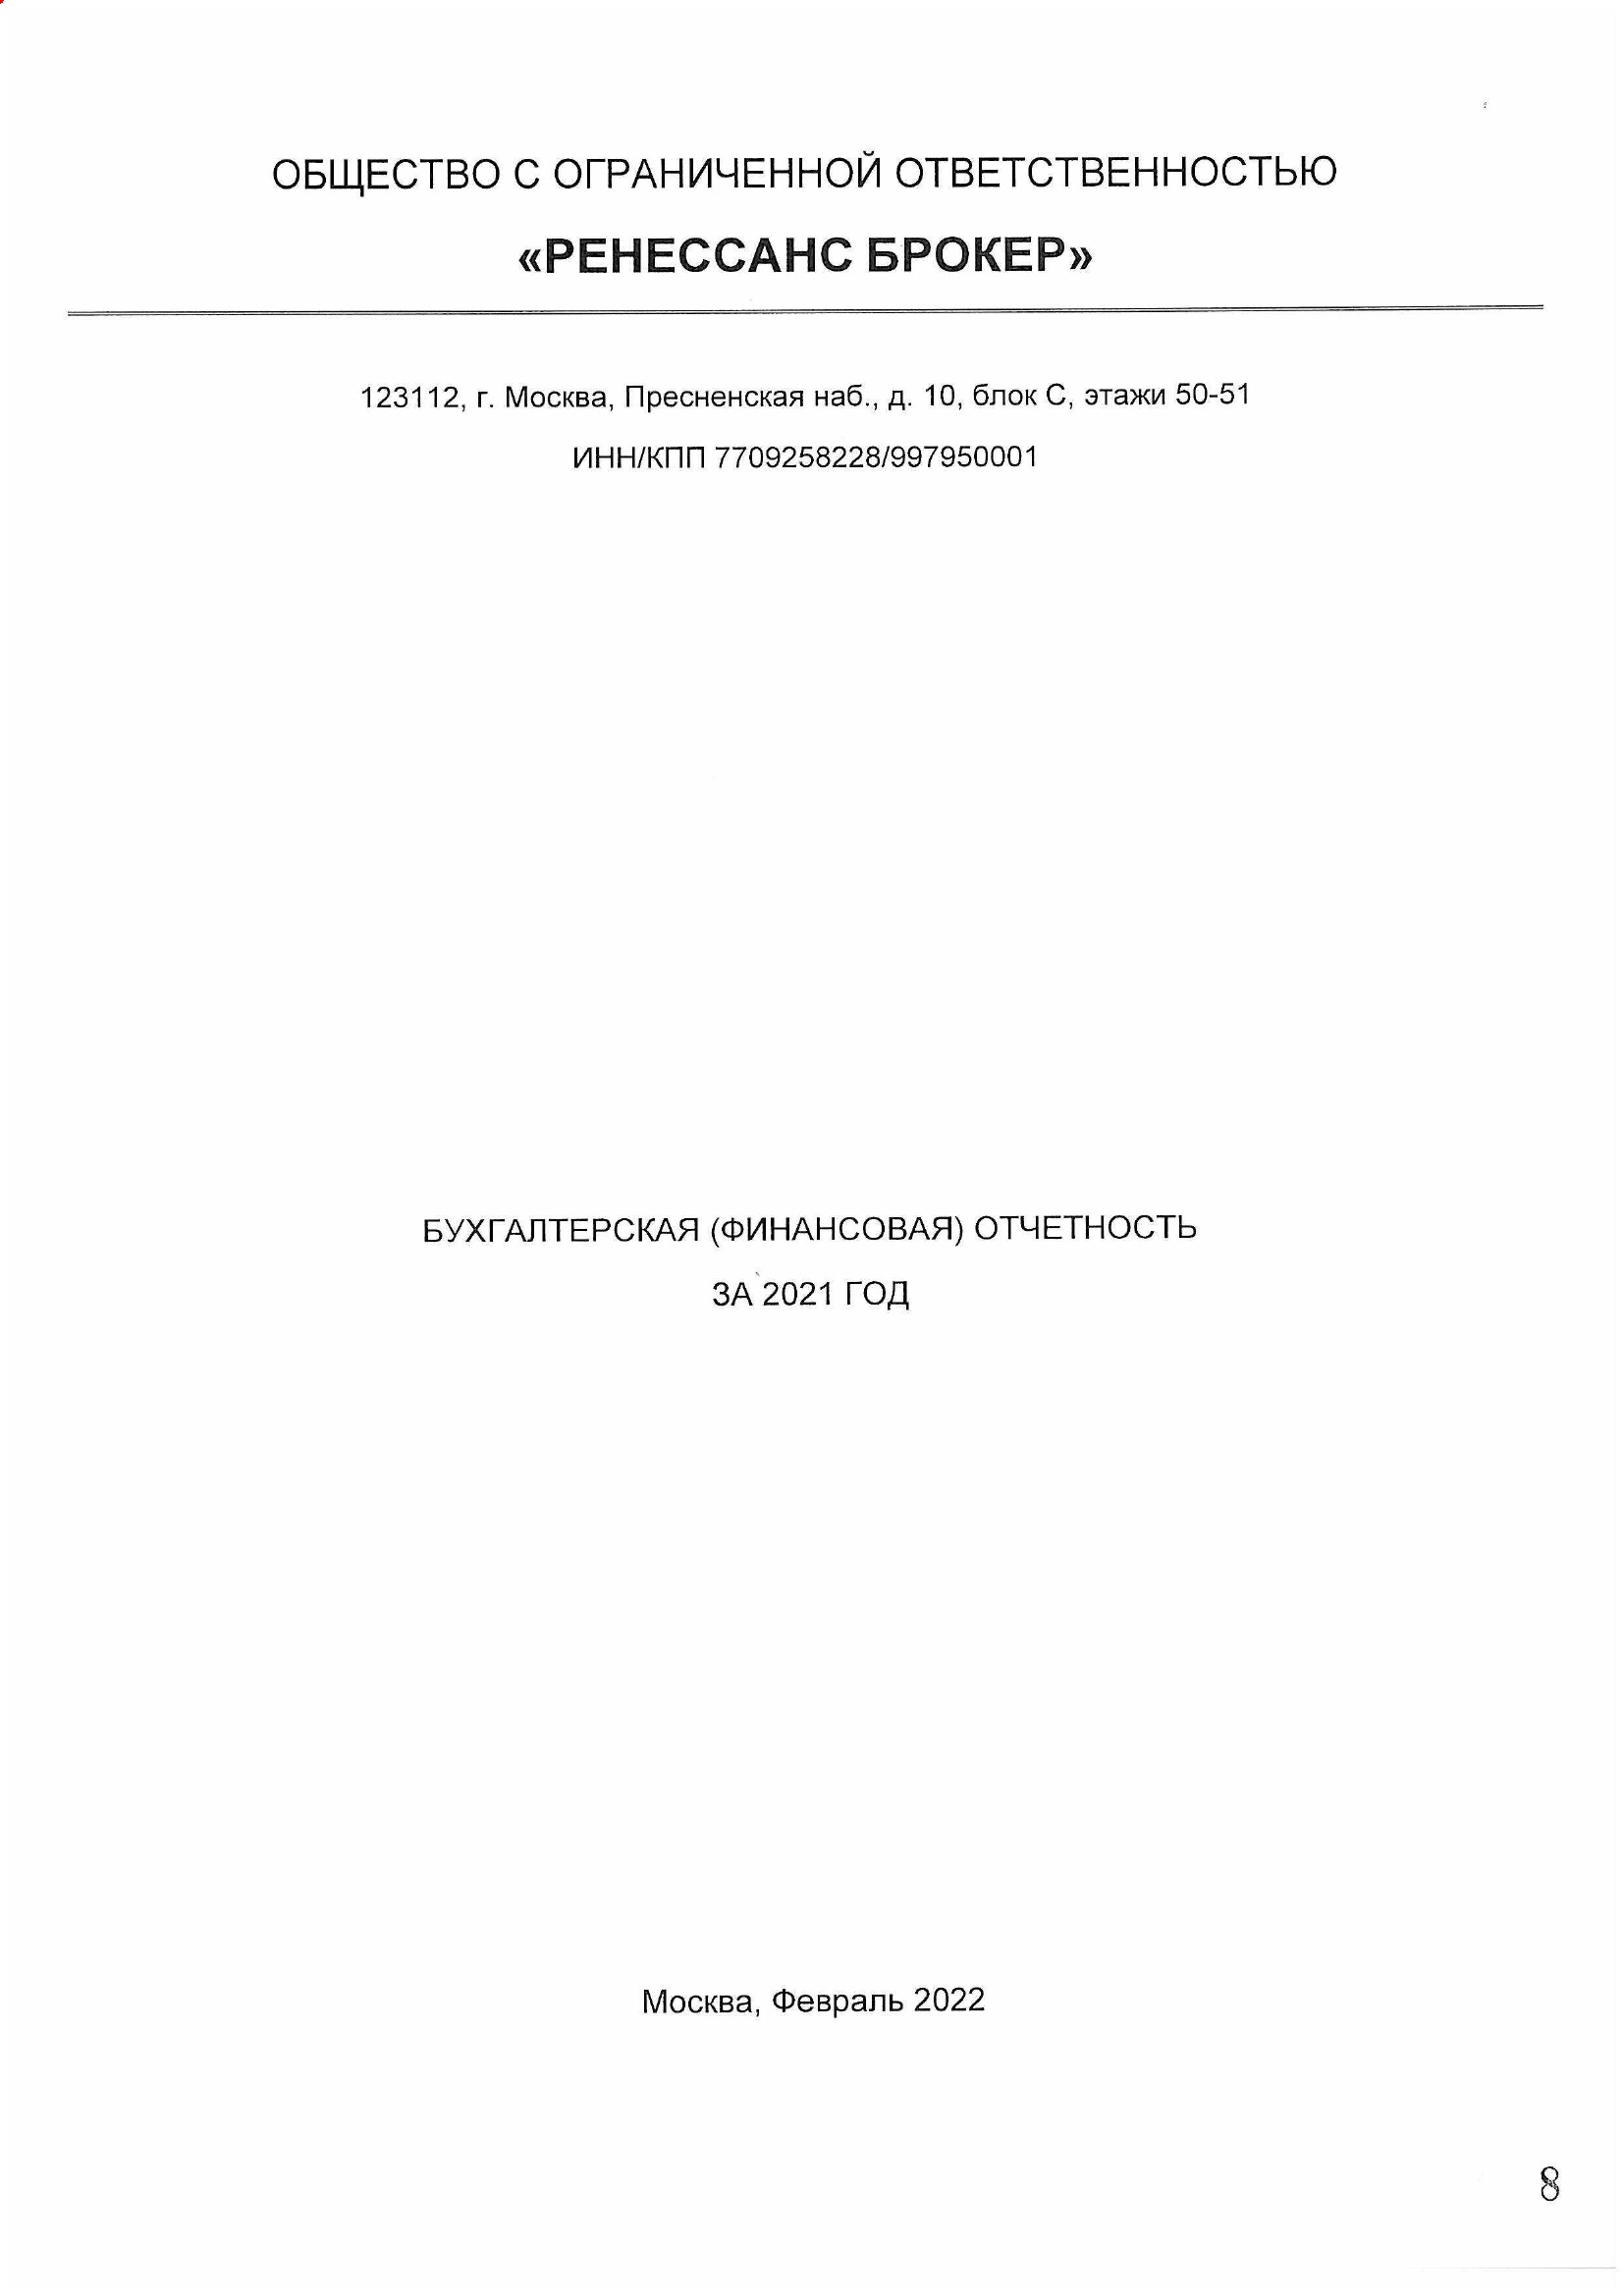 ОБЩЕСТВО С ОГРАНИЧЕННОЙ ОТВЕТСТВЕННОСТЬЮ
«РЕНЕССАНС БРОКЕР»
123112, г. Москва, Пресненская наб., д. 10, блок С, этажи 50-51
ИНН/КПП 7709258228/997950001
БУХГАЛТЕРСКАЯ (ФИНАНСОВАЯ) ОТЧЕТНОСТЬ
ЗА 2021 ГОД
Москва, Февраль 2022
8